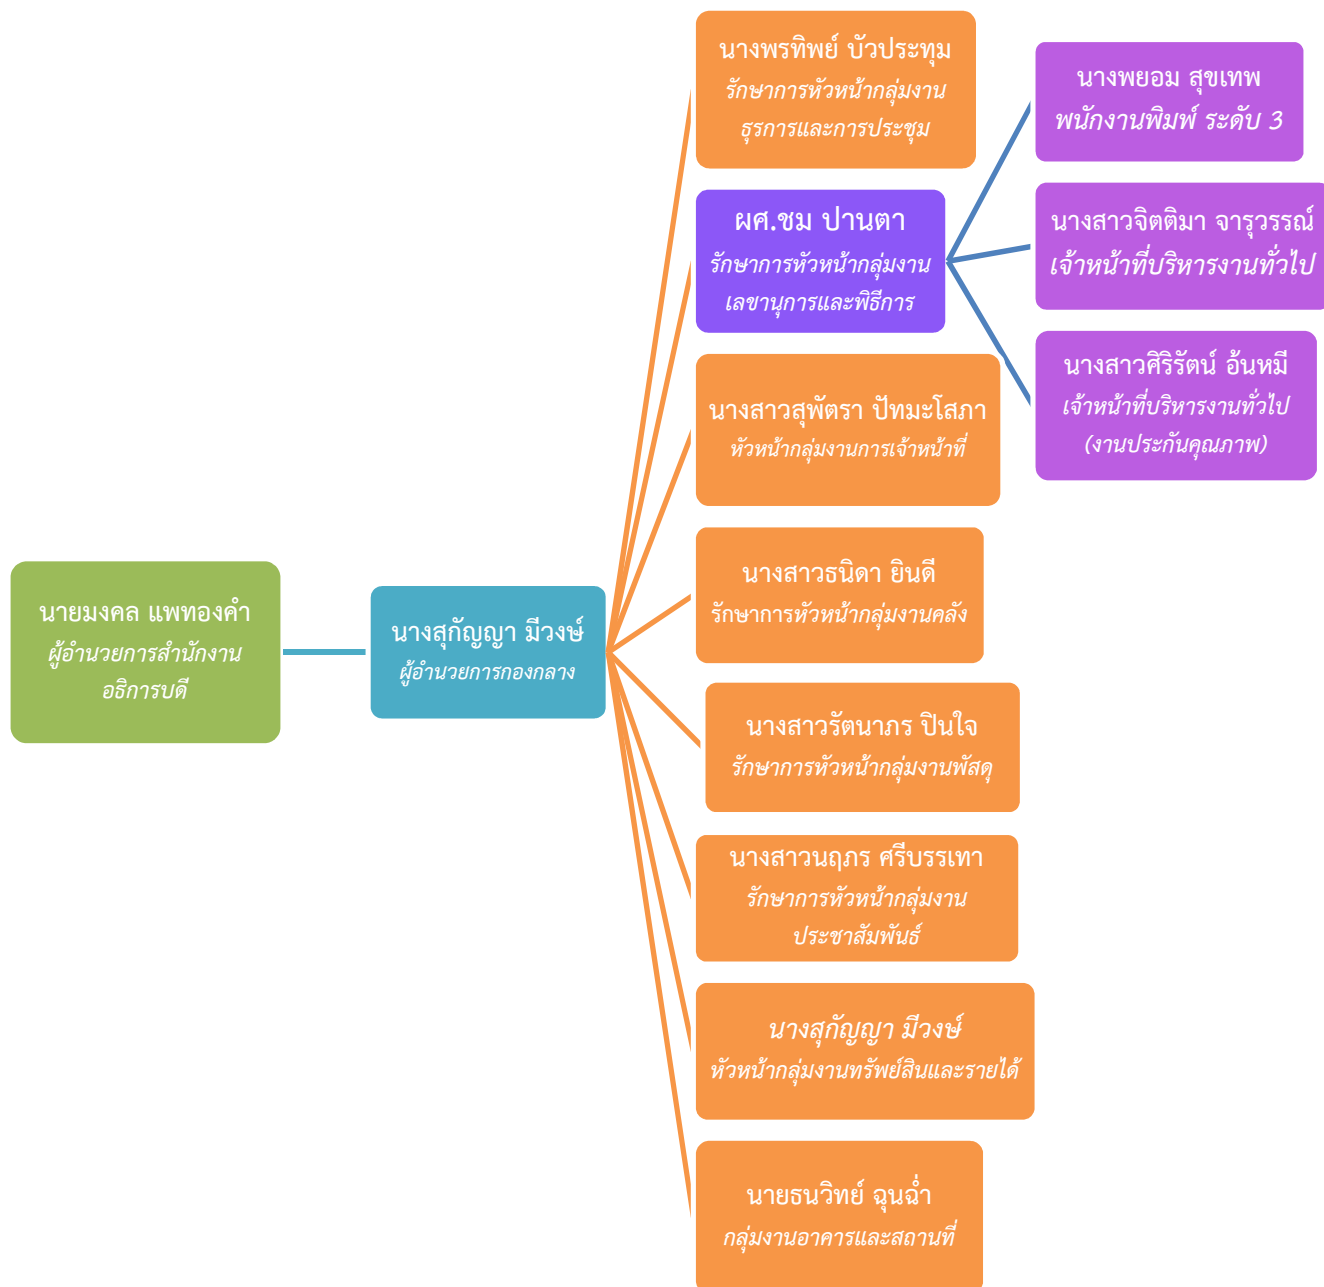 นายมงคล แพทองคำ
ผู้อำนวยการสำนักงาน
อธิการบดี
นางสุกัญญา มีวงษ์
ผู้อำนวยการกองกลาง
นางพรทิพย์ บัวประทุม
รักษาการหัวหน้ากลุ่มงาน
ธุรการและการประชุม
ผศ.ชม ปานตา
รักษาการหัวหน้ากลุ่มงาน
เลขานุการและพิธีการ
นางพยอม สุขเทพ
พนักงานพิมพ์ ระดับ 3
นางสาวจิตติมา จารุวรรณ์
เจ้าหน้าที่บริหารงานทั่วไป
นางสาวศิริรัตน์ อ้นหมี
เจ้าหน้าที่บริหารงานทั่วไป
(งานประกันคุณภาพ)
นางสาวสุพัตรา ปัทมะโสภา
หัวหน้ากลุ่มงานการเจ้าหน้าที่
นางสาวธนิดา ยินดี
รักษาการหัวหน้ากลุ่มงานคลัง
นางสาวรัตนาภร ปินใจ
รักษาการหัวหน้ากลุ่มงานพัสดุ
นางสาวนฤภร ศรีบรรเทา
รักษาการหัวหน้ากลุ่มงาน
ประชาสัมพันธ์
นางสุกัญญา มีวงษ์
หัวหน้ากลุ่มงานทรัพย์สินและรายได้
นายธนวิทย์ ฉุนฉ่ำ
กลุ่มงานอาคารและสถานที่